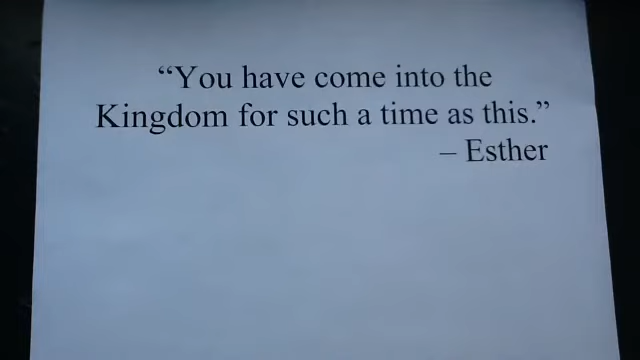 “You have come into the
Kingdom for such a time as this.”
– Esther